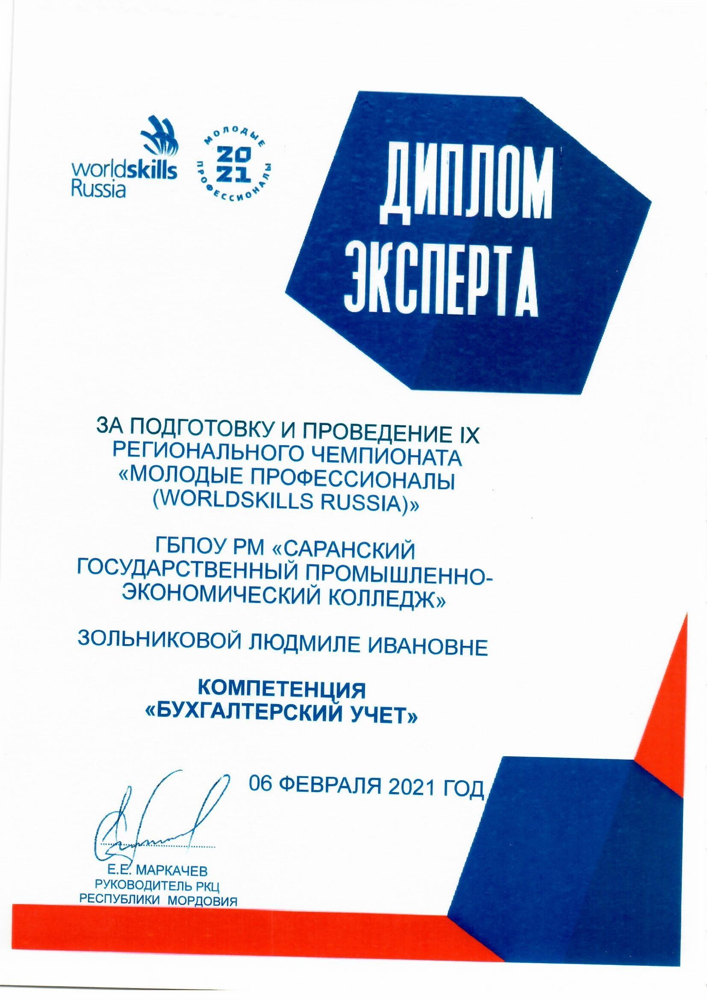 worldskills
Russia
МОЛОДЫЕ
ПРОФЕССИОНАЛЫ
20
21
ДИПЛОМ
ЭКСПЕРТА
ЗА ПОДГОТОВКУ И ПРОВЕДЕНИЕ IX
РЕГИОНАЛЬНОГО ЧЕМПИОНАТА
«МОЛОДЫЕ ПРОФЕССИОНАЛЫ
(WORLDSKILLS RUSSIA)»
ГБПОУ РМ «САРАНСКИЙ
ГОСУДАРСТВЕННЫЙ ПРОМЫШЛЕННО-
ЭКОНОМИЧЕСКИЙ КОЛЛЕДЖ»
ЗОЛЬНИКОВОЙ ЛЮДМИЛЕ ИВАНОВНЕ
КОМПЕТЕНЦИЯ
«БУХГАЛТЕРСКИЙ УЧЕТ»
06 ФЕВРАЛЯ 2021 ГОД
Е.Е. МАРКАЧЕВ
РУКОВОДИТЕЛЬ РКЦ
РЕСПУБЛИКИ МОРДОВИЯ